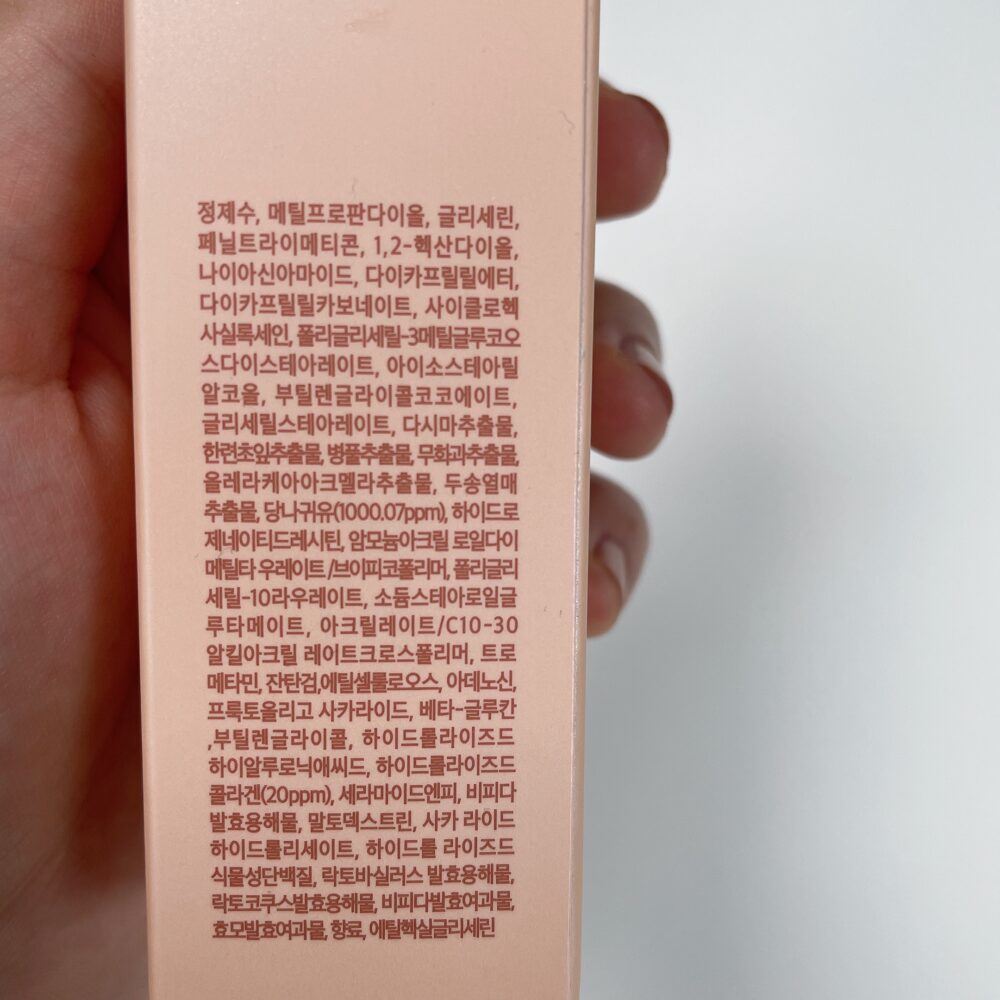 정제수, 메틸프로판다이올, 글리세린,
페닐트라이메티콘, 1,2-헥산다이올,
나이아신아마이드, 다이카프릴릴에터,
다이카프릴릴카보네이트, 사이클로헥
사실록세인, 폴리글리세릴-3메틸글루코오
스다이스테아레이트, 아이소스테아릴
알코올, 부틸렌글라이콜코코에이트,
글리세릴스테아레이트, 다시마추출물,
한련초잎추출물, 병풀추출물, 무화과추출물,
올레라케아아크멜라추출물, 두송열매
추출물, 당나귀유(1000.07ppm), 하이드로
제네이티드레시틴, 암모늄아크릴 로일다이
메틸타 우레이트 /브이피코폴리머, 폴리글리
세릴-10라우레이트, 소듐스테아로일글
루타메이트, 아크릴레이트/C10-30
알킬아크릴 레어트크로스폴리머, 트로
메타민, 잔탄검,에틸셀룰로오스, 아데노신,
프룩토올리고 사카라이드, 베타-글루칸
,부틸렌글라이콜, 하이드롤라이즈드
하이알루로닉애씨드, 하이드롤라이즈드
콜라겐(20ppm), 세라마이드엔피, 비피다
발효용해물, 말토덱스트린, 사카 라이드
하이드롤리세이트, 하이드롤 라이즈드
식물성단백질, 락토바실러스 발효용해물,
락토코쿠스발효용해물, 비피다발효여과물,
효모발효여과물, 향료, 에틸헥실글리세린